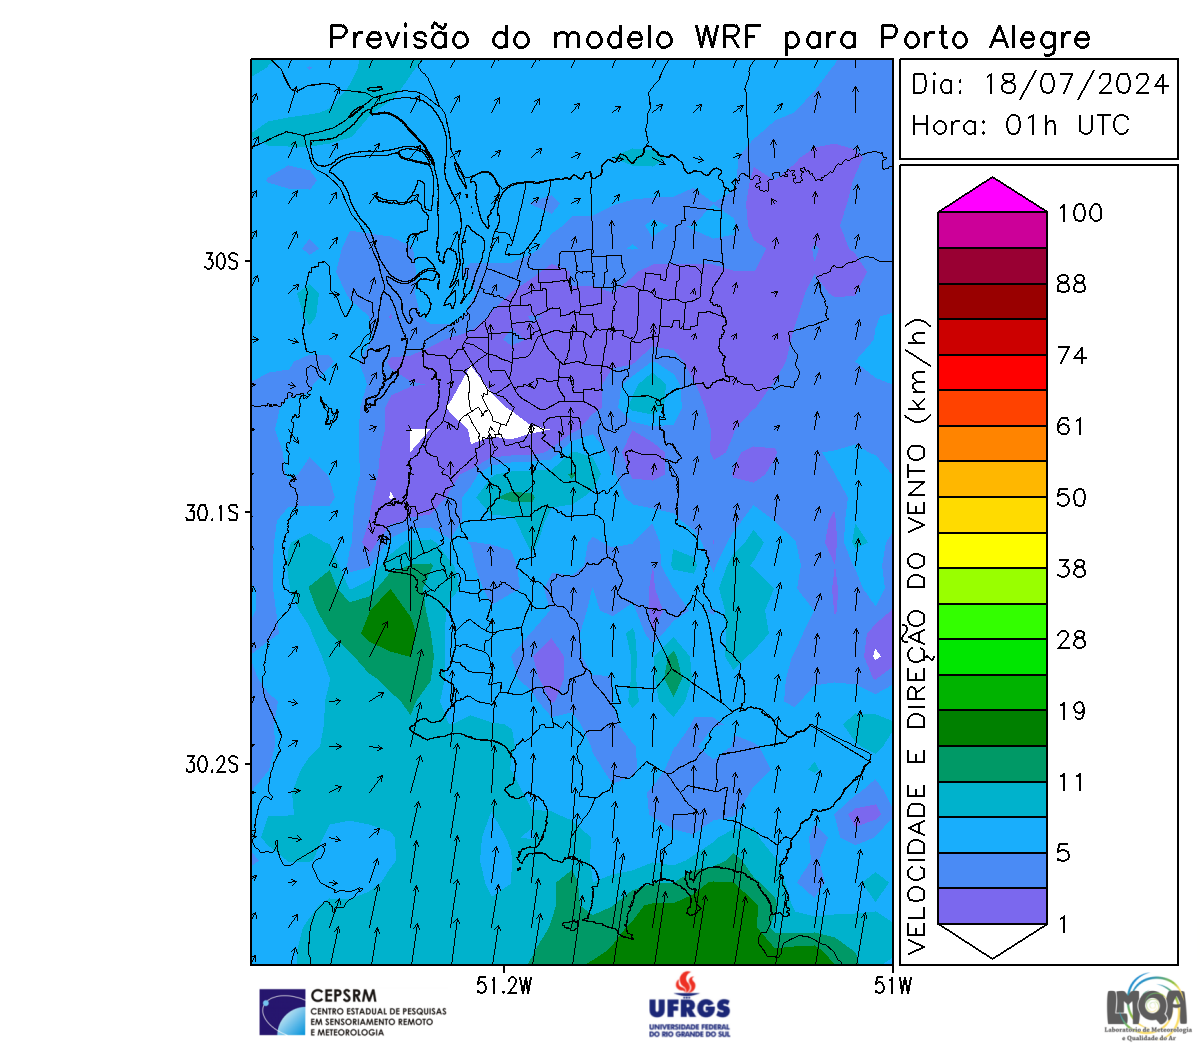 Previsão do modelo WRF para Porto Alegre
Dia: 18/07/2024
Hora: 01h UTC
30S
30.1S
30.2S
51.2W
51W
VELOCIDADE E DIREÇÃO DO VENTO (km/h)
100
88
74
61
50
38
28
19
11
5
1
CEPSRM
CENTRO ESTADUAL DE PESQUISAS
EM SENSORIAMENTO REMOTO
E METEOROLOGIA
UFRGS
UNIVERSIDADE FEDERAL
DO RIO GRANDE DO SUL
LMQA
Laboratório de Meteorologia
e Qualidade do Ar